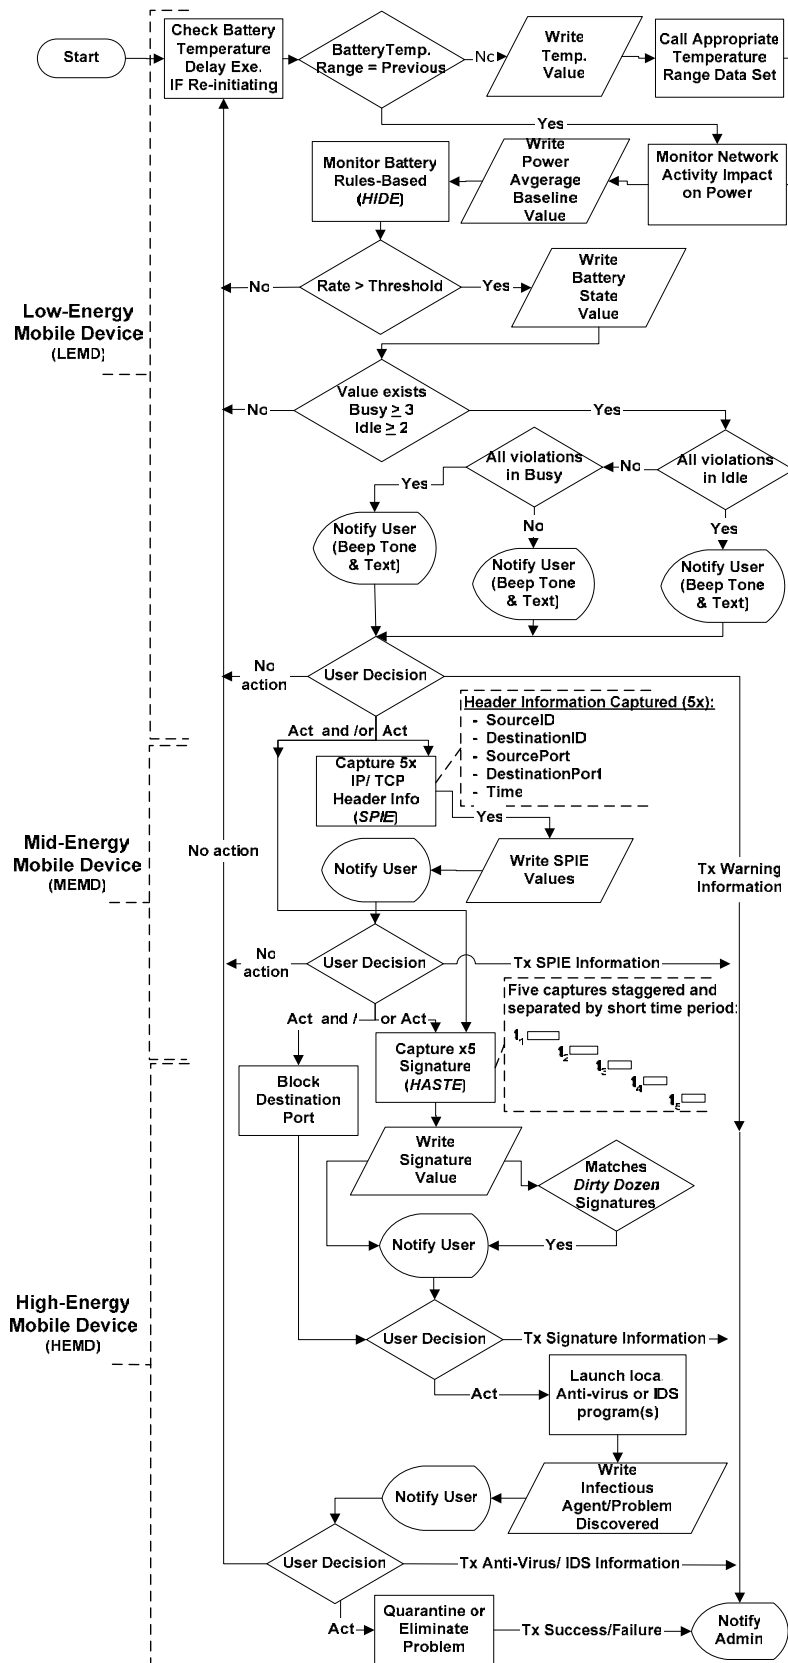 Start
Check Battery
Temperature
Delay Exe.
IF Re-initiating
BatteryTemp.
Range = Previous
No
Write
Temp.
Value
Call Appropriate
Temperature
Range Data Set
Yes
Monitor Network
Activity Impact
on Power
Write
Power
Avgerage
Baseline
Value
Monitor Battery
Rules-Based
(HIDE)
Rate > Threshold
No
Yes
Write
Battery
State
Value
Low-Energy
Mobile Device
(LEMD)
Value exists
Busy ≥ 3
Idle ≥ 2
No
Yes
All violations
in Idle
No
All violations
in Busy
Yes
No
Yes
Notify User
(Beep Tone
& Text)
Notify User
(Beep Tone
& Text)
Notify User
(Beep Tone
& Text)
User Decision
No
action
Header Information Captured (5x):
- SourceID
- DestinationID
- SourcePort
- DestinationPort
- Time
Act and /or Act
Capture 5x
IP/ TCP
Header Info
(SPIE)
Yes
Write SPIE
Values
Notify User
Mid-Energy
Mobile Device
(MEMD)
No action
Tx Warning
Information
User Decision
No
action
Tx SPIE Information
Five captures staggered and
separated by short time period:
t1
t2
t3
t4
t5
Act and / or Act
Block
Destination
Port
Capture x5
Signature
(HASTE)
Write
Signature
Value
Matches
Dirty Dozen
Signatures
Notify User
Yes
High-Energy
Mobile Device
(HEMD)
User Decision
Tx Signature Information
Act
Launch local
Anti-virus or IDS
program(s)
Write
Infectious
Agent/Problem
Discovered
Notify User
User Decision
Tx Anti-Virus/ IDS Information
Act
Quarantine or
Eliminate
Problem
Tx Success/Failure
Notify
Admin